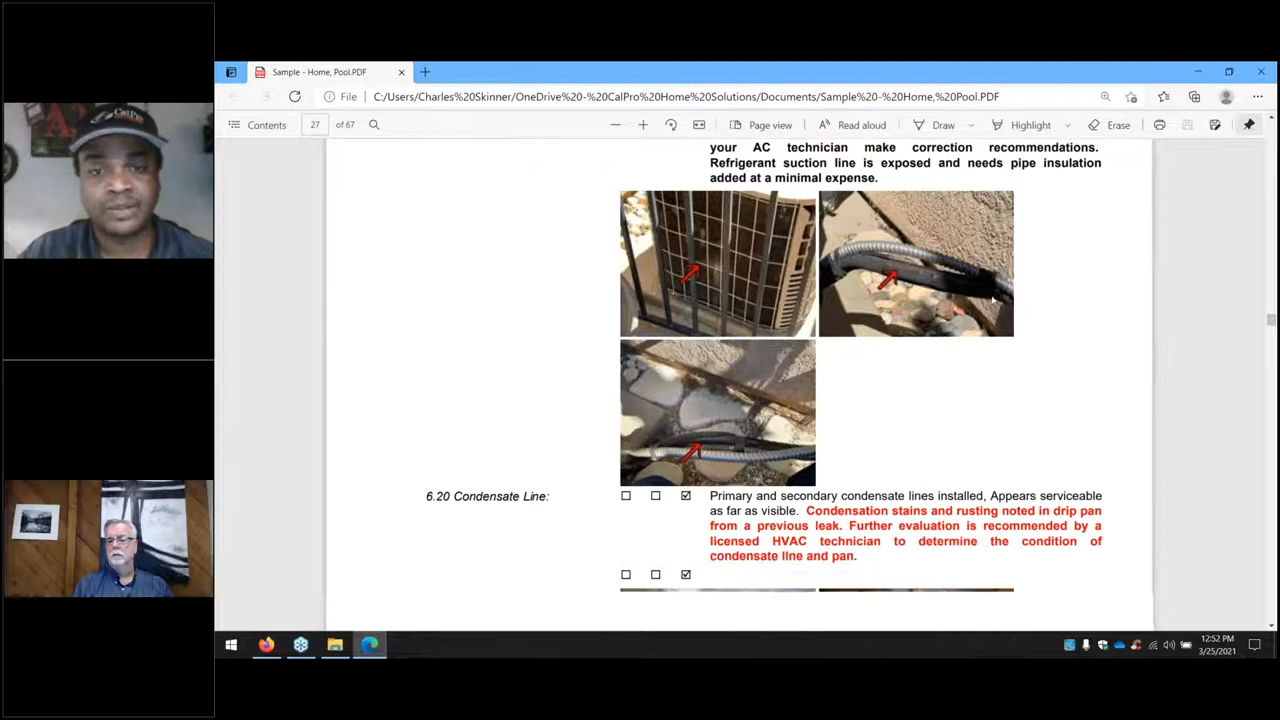 CalPro
Sample - Home, Pool.PDF
File C:/Users/Charles%20Skinner/OneDrive%20-%20CalPro%20Home%20Solutions/Documents/Sample%20-%20Home,%20Pool.PDF
Contents 27 of 67 Page view Read aloud Draw Highlight Erase
your AC technician make correction recommendations.
Refrigerant suction line is exposed and needs pipe insulation
added at a minimal expense.
6.20 Condensate Line: Primary and secondary condensate lines installed, Appears serviceable
as far as visible. Condensation stains and rusting noted in drip pan
from a previous leak. Further evaluation is recommended by a
licensed HVAC technician to determine the condition of
condensate line and pan.
12:52 PM
3/25/2021